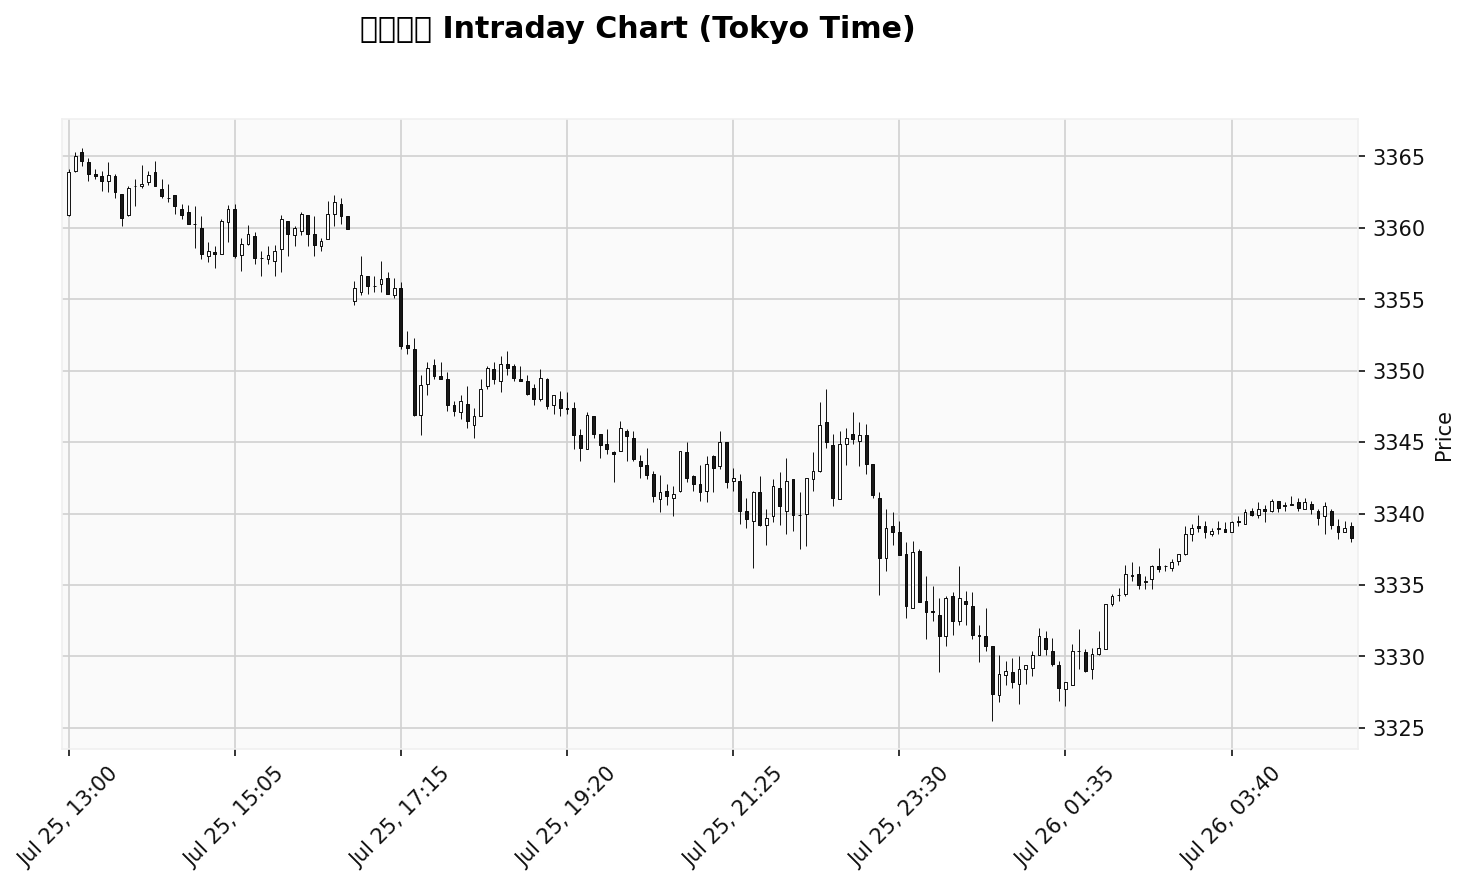 Intraday Chart (Tokyo Time)
3365
3360
3355
3350
3345
3340
3335
3330
3325
Price
Jul 25, 13:00
Jul 25, 15:05
Jul 25, 17:15
Jul 25, 19:20
Jul 25, 21:25
Jul 25, 23:30
Jul 26, 01:35
Jul 26, 03:40